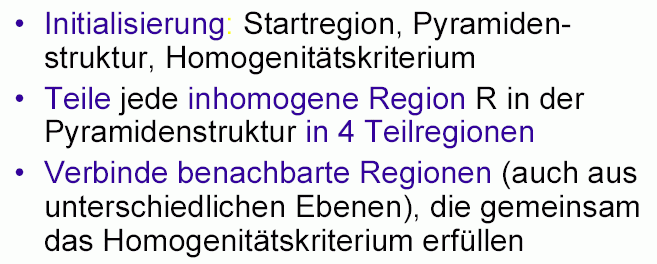 • Initialisierung: Startregion, Pyramiden-
struktur, Homogenitätskriterium
• Teile jede inhomogene Region R in der
Pyramidenstruktur in 4 Teilregionen
• Verbinde benachbarte Regionen (auch aus
unterschiedlichen Ebenen), die gemeinsam
das Homogenitätskriterium erfüllen